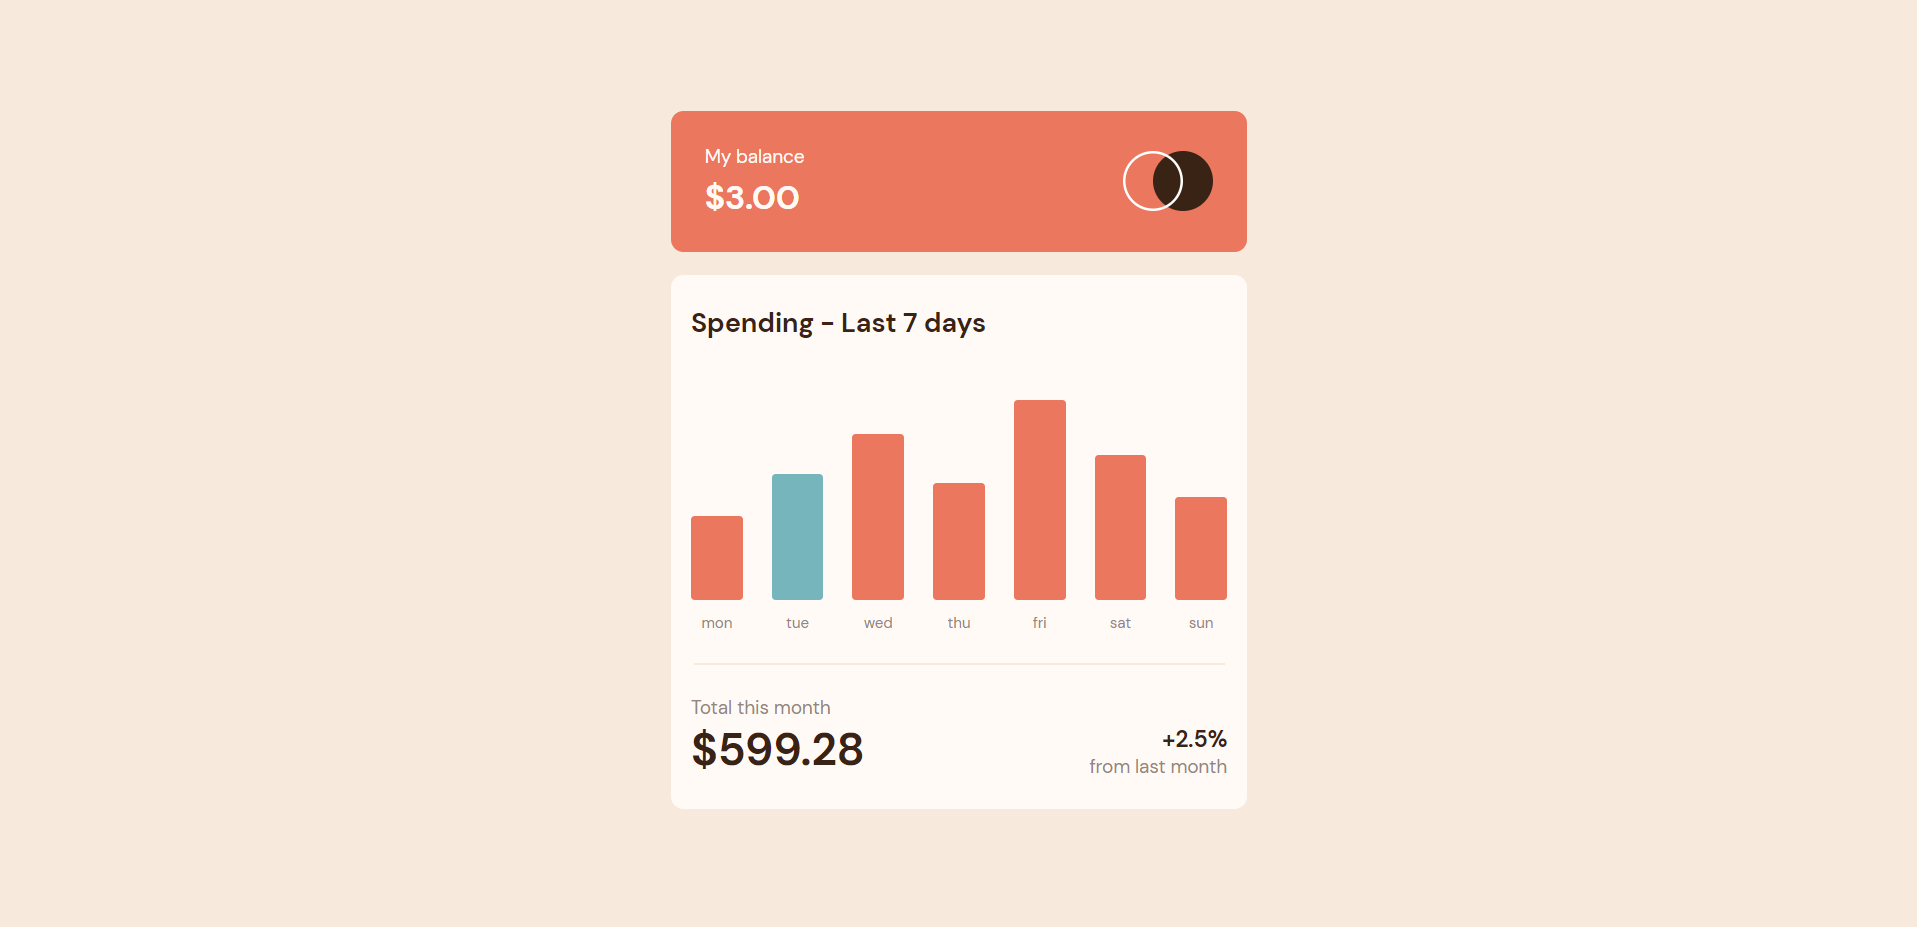 My balance
$3.00
Spending - Last 7 days
mon tue wed thu fri sat sun
Total this month
$599.28
+2.5%
from last month